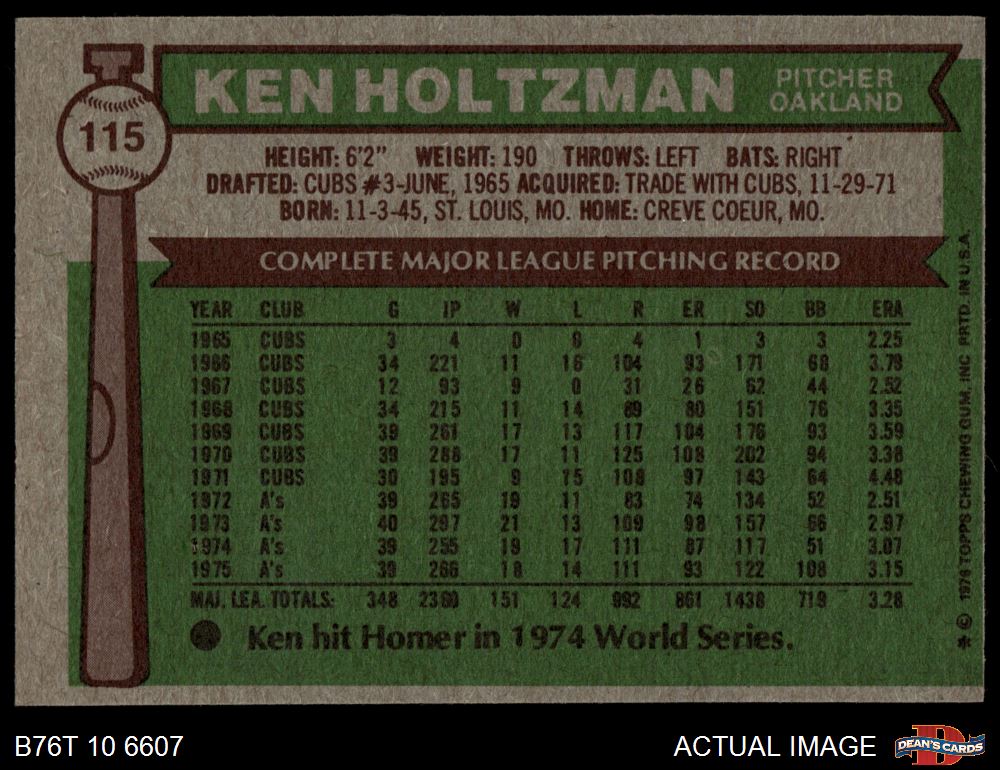 115
KEN HOLTZMAN
PITCHER
OAKLAND
HEIGHT: 6'2" WEIGHT: 190 THROWS: LEFT BATS: RIGHT
DRAFTED: CUBS #3-JUNE, 1965 ACQUIRED: TRADE WITH CUBS, 11-29-71
BORN: 11-3-45, ST. LOUIS, MO. HOME: CREVE COEUR, MO.
COMPLETE MAJOR LEAGUE PITCHING RECORD
YEAR CLUB G IP W L R ER SO BB ERA
1965 CUBS 3 4 0 0 4 1 3 3 2.25
1966 CUBS 34 221 11 16 104 93 171 68 3.79
1967 CUBS 12 93 9 0 31 26 62 44 2.52
1968 CUBS 34 215 11 14 89 80 151 76 3.35
1969 CUBS 39 261 17 13 117 104 176 93 3.59
1970 CUBS 39 288 17 11 125 108 202 94 3.38
1971 CUBS 30 195 9 15 108 97 143 64 4.48
1972 A's 39 265 19 11 83 74 134 52 2.51
1973 A's 40 297 21 13 109 98 157 66 2.97
1974 A's 39 255 19 17 111 87 117 51 3.07
1975 A's 39 266 18 14 111 93 122 108 3.15
MAJ. LEA. TOTALS: 348 2360 151 124 992 861 1438 719 3.28
Ken hit Homer in 1974 World Series.
* © 1976 TOPPS CHEWING GUM, INC PRTD. IN U.S.A.
B76T 10 6607
ACTUAL IMAGE
DEAN'S CARDS